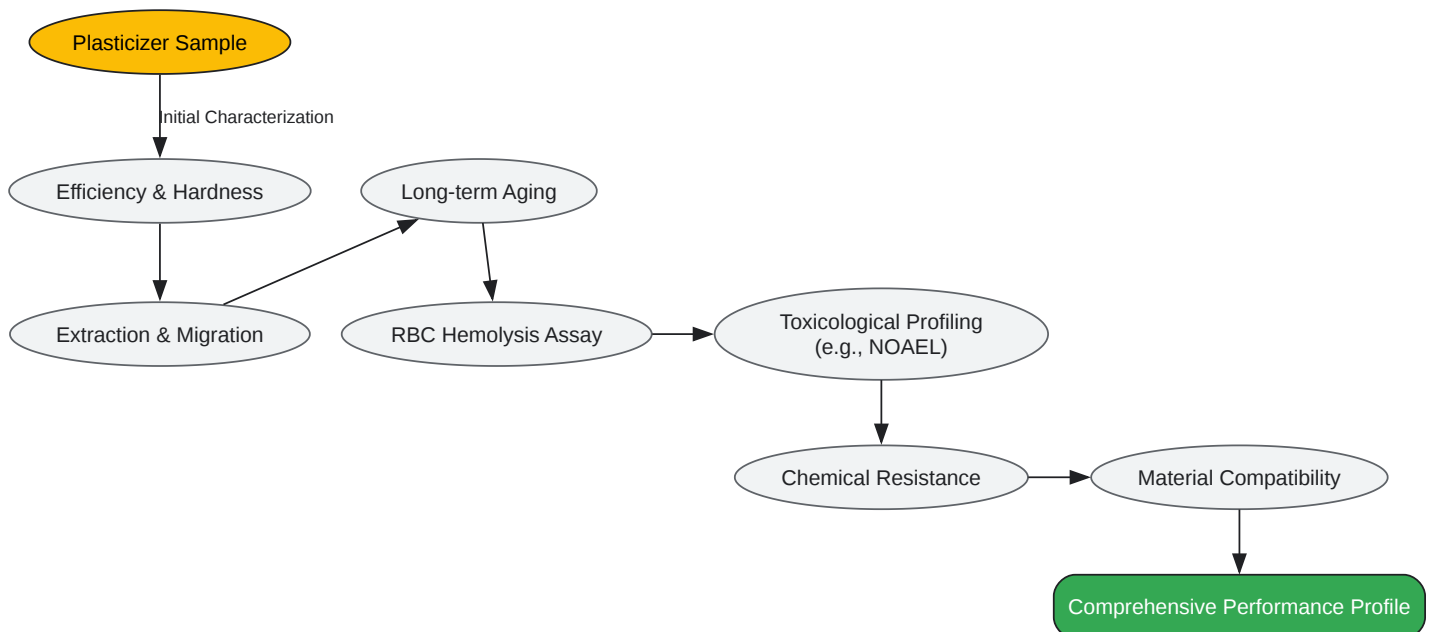 Plasticizer Sample
Initial Characterization
Efficiency & Hardness
Long-term Aging
Extraction & Migration
RBC Hemolysis Assay
Toxicological Profiling
(e.g., NOAEL)
Chemical Resistance
Material Compatibility
Comprehensive Performance Profile